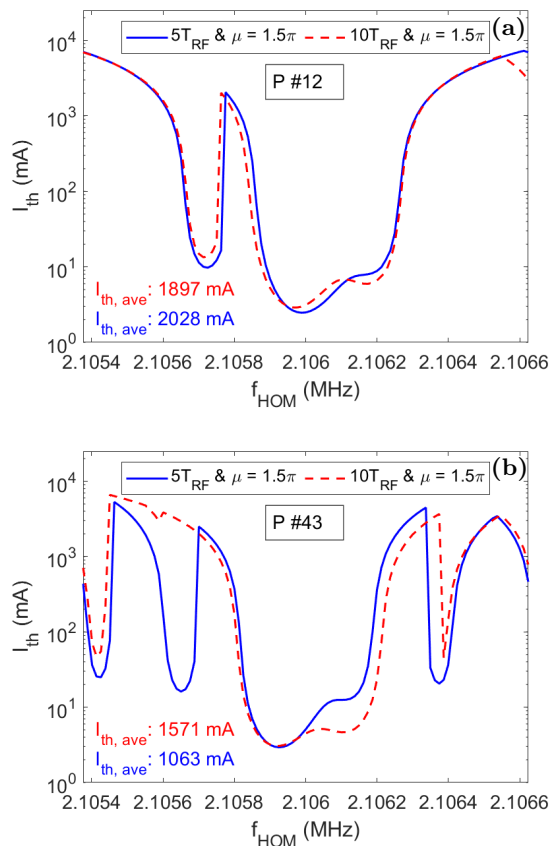 (a)
5T_RF & μ = 1.5π 10T_RF & μ = 1.5π
P #12
10^4
10^3
10^2
10^1
10^0
I_th (mA)
I_th, ave: 1897 mA
I_th, ave: 2028 mA
2.1054 2.1056 2.1058 2.106 2.1062 2.1064 2.1066
f_HOM (MHz)
(b)
5T_RF & μ = 1.5π 10T_RF & μ = 1.5π
P #43
10^4
10^3
10^2
10^1
10^0
I_th (mA)
I_th, ave: 1571 mA
I_th, ave: 1063 mA
2.1054 2.1056 2.1058 2.106 2.1062 2.1064 2.1066
f_HOM (MHz)